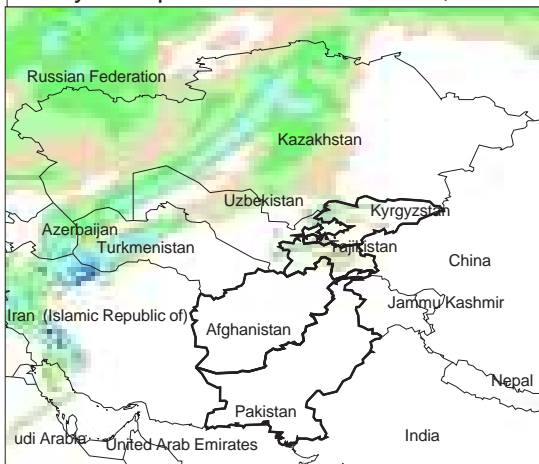 Russian Federation
Kazakhstan
Uzbekistan
Kyrgyzstan
Azerbaijan
Turkmenistan
Tajikistan
China
Jammu/Kashmir
Iran (Islamic Republic of)
Afghanistan
Nepal
Pakistan
udi Arabia
United Arab Emirates
India